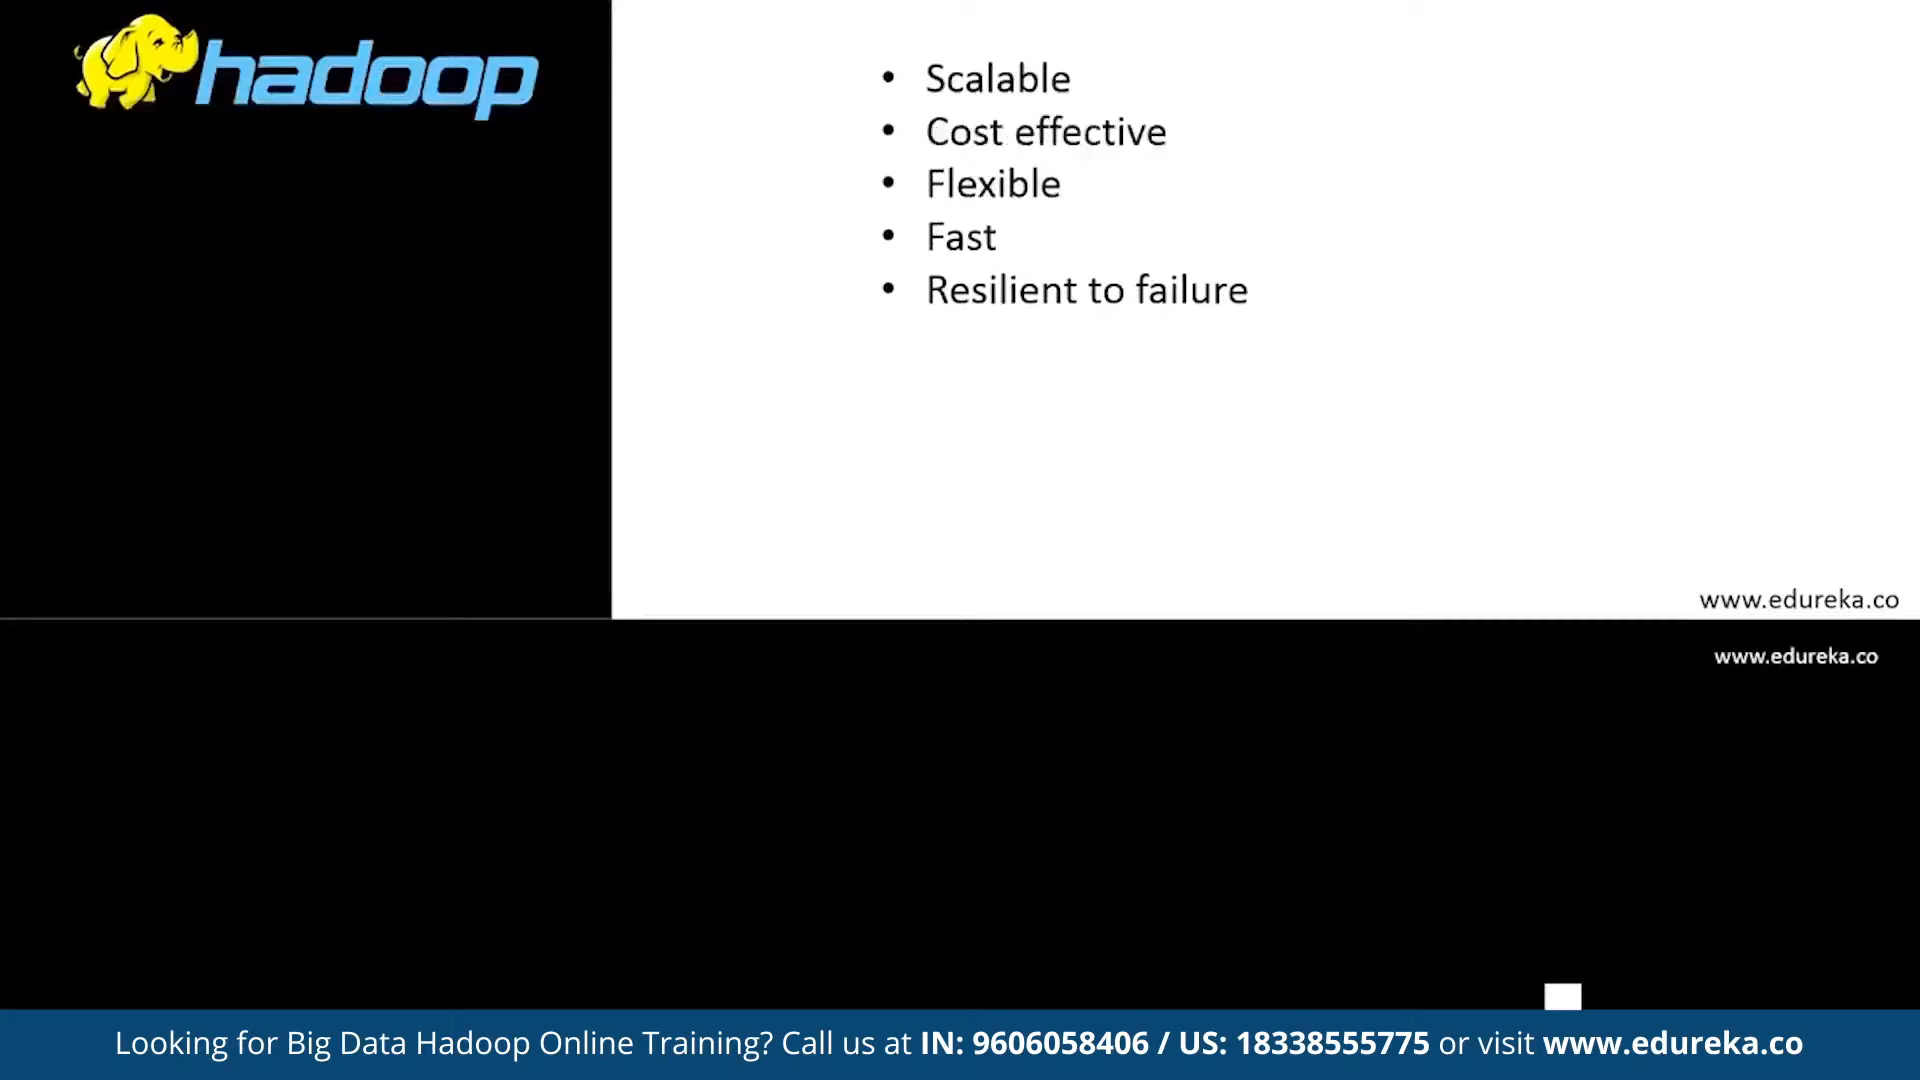 hadoop
• Scalable
• Cost effective
• Flexible
• Fast
• Resilient to failure
www.edureka.co
www.edureka.co
Looking for Big Data Hadoop Online Training? Call us at IN: 9606058406 / US: 18338555775 or visit www.edureka.co